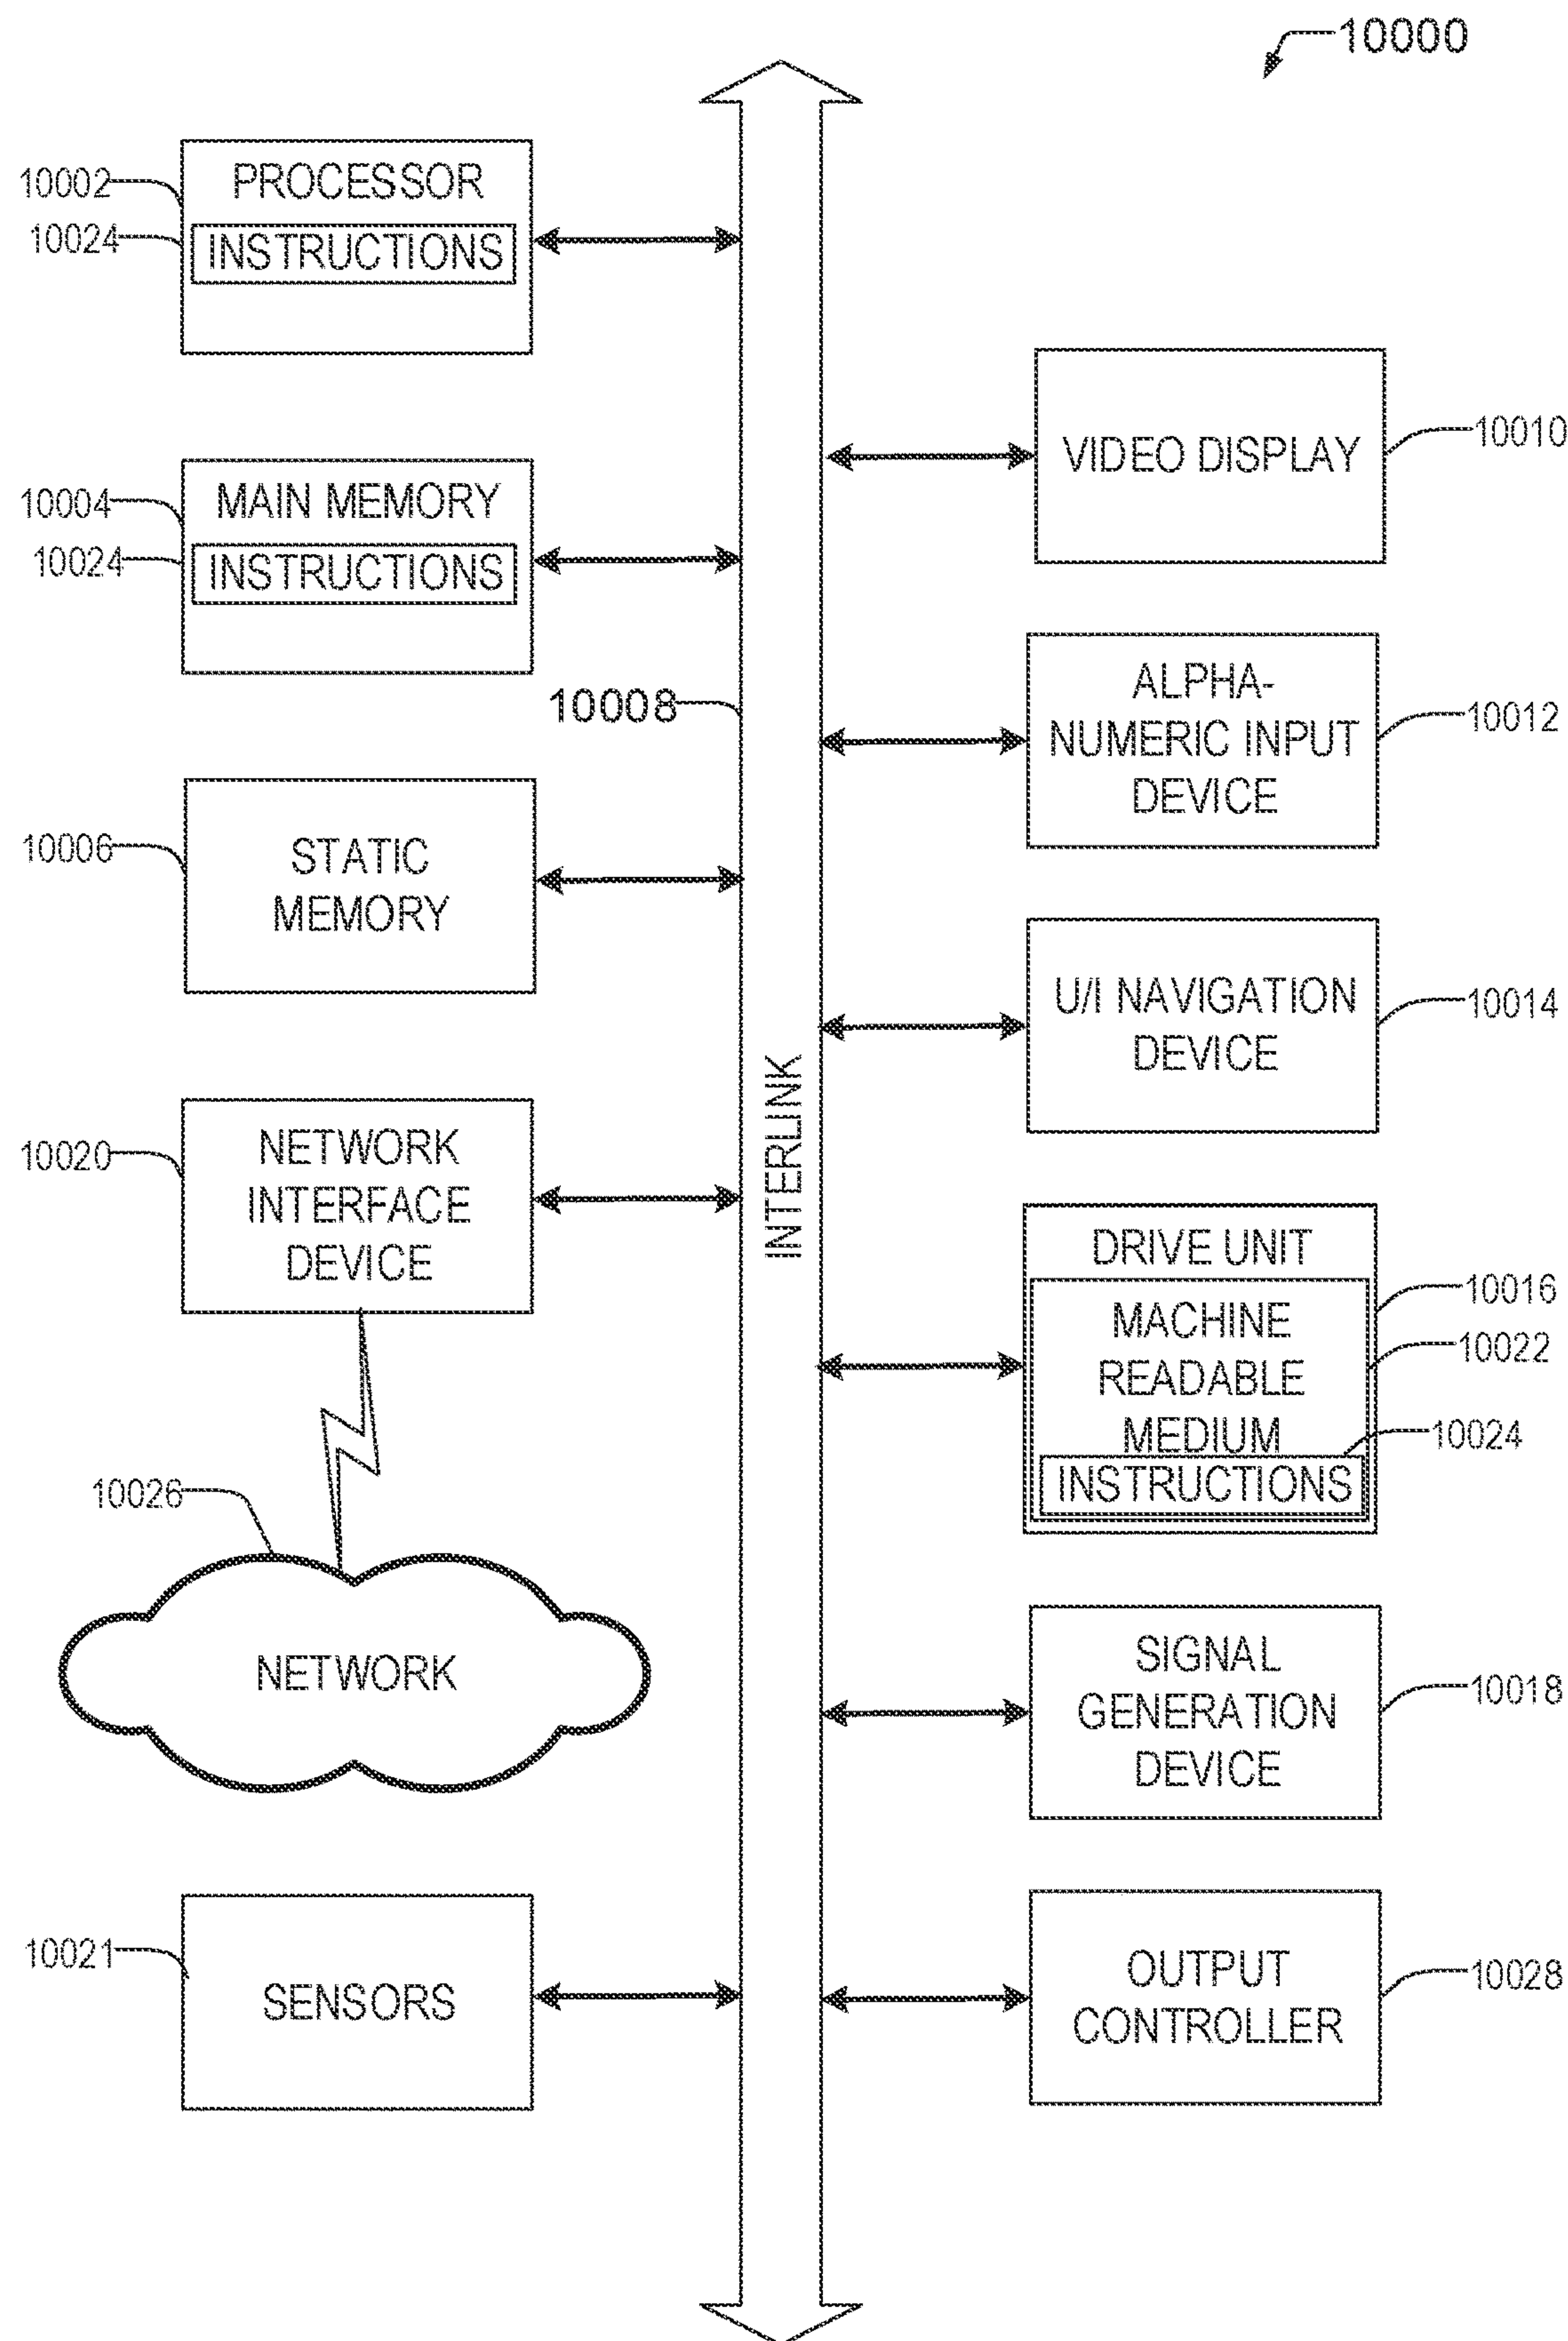 10000
10002
PROCESSOR
10024
INSTRUCTIONS
10004
MAIN MEMORY
10024
INSTRUCTIONS
10008
10006
STATIC
MEMORY
10020
NETWORK
INTERFACE
DEVICE
10026
NETWORK
10021
SENSORS
INTERLINK
VIDEO DISPLAY
10010
ALPHA-
NUMERIC INPUT
DEVICE
10012
U/I NAVIGATION
DEVICE
10014
DRIVE UNIT
10016
MACHINE
READABLE
MEDIUM
10022
10024
INSTRUCTIONS
SIGNAL
GENERATION
DEVICE
10018
OUTPUT
CONTROLLER
10028